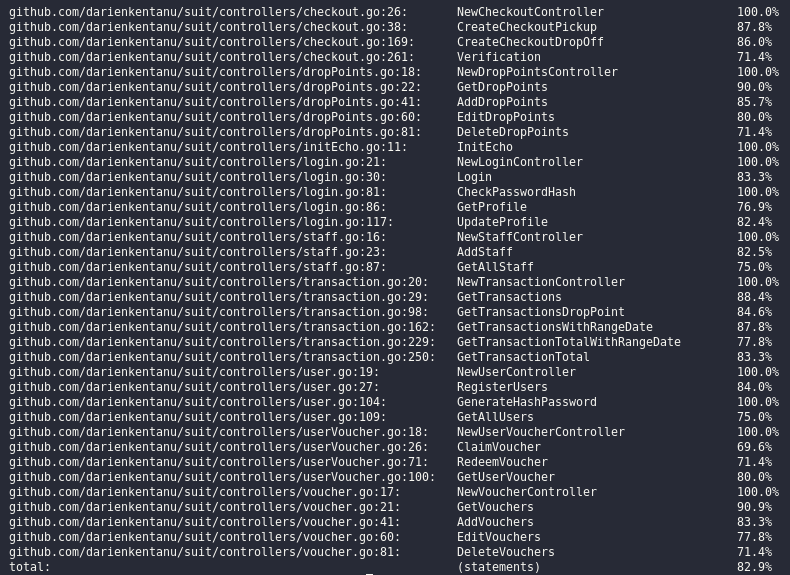 github.com/darienkentanu/suit/controllers/checkout.go:26: NewCheckoutController 100.0%
github.com/darienkentanu/suit/controllers/checkout.go:38: CreateCheckoutPickup 87.8%
github.com/darienkentanu/suit/controllers/checkout.go:169: CreateCheckoutDropOff 86.0%
github.com/darienkentanu/suit/controllers/checkout.go:261: Verification 71.4%
github.com/darienkentanu/suit/controllers/dropPoints.go:18: NewDropPointsController 100.0%
github.com/darienkentanu/suit/controllers/dropPoints.go:22: GetDropPoints 90.0%
github.com/darienkentanu/suit/controllers/dropPoints.go:41: AddDropPoints 85.7%
github.com/darienkentanu/suit/controllers/dropPoints.go:60: EditDropPoints 80.0%
github.com/darienkentanu/suit/controllers/dropPoints.go:81: DeleteDropPoints 71.4%
github.com/darienkentanu/suit/controllers/initEcho.go:11: InitEcho 100.0%
github.com/darienkentanu/suit/controllers/login.go:21: NewLoginController 100.0%
github.com/darienkentanu/suit/controllers/login.go:30: Login 83.3%
github.com/darienkentanu/suit/controllers/login.go:81: CheckPasswordHash 100.0%
github.com/darienkentanu/suit/controllers/login.go:86: GetProfile 76.9%
github.com/darienkentanu/suit/controllers/login.go:117: UpdateProfile 82.4%
github.com/darienkentanu/suit/controllers/staff.go:16: NewStaffController 100.0%
github.com/darienkentanu/suit/controllers/staff.go:23: AddStaff 82.5%
github.com/darienkentanu/suit/controllers/staff.go:87: GetAllStaff 75.0%
github.com/darienkentanu/suit/controllers/transaction.go:20: NewTransactionController 100.0%
github.com/darienkentanu/suit/controllers/transaction.go:29: GetTransactions 88.4%
github.com/darienkentanu/suit/controllers/transaction.go:98: GetTransactionsDropPoint 84.6%
github.com/darienkentanu/suit/controllers/transaction.go:162: GetTransactionsWithRangeDate 87.8%
github.com/darienkentanu/suit/controllers/transaction.go:229: GetTransactionTotalWithRangeDate 77.8%
github.com/darienkentanu/suit/controllers/transaction.go:250: GetTransactionTotal 83.3%
github.com/darienkentanu/suit/controllers/user.go:19: NewUserController 100.0%
github.com/darienkentanu/suit/controllers/user.go:27: RegisterUsers 84.0%
github.com/darienkentanu/suit/controllers/user.go:104: GenerateHashPassword 100.0%
github.com/darienkentanu/suit/controllers/user.go:109: GetAllUsers 75.0%
github.com/darienkentanu/suit/controllers/userVoucher.go:18: NewUserVoucherController 100.0%
github.com/darienkentanu/suit/controllers/userVoucher.go:26: ClaimVoucher 69.6%
github.com/darienkentanu/suit/controllers/userVoucher.go:71: RedeemVoucher 71.4%
github.com/darienkentanu/suit/controllers/userVoucher.go:100: GetUserVoucher 80.0%
github.com/darienkentanu/suit/controllers/voucher.go:17: NewVoucherController 100.0%
github.com/darienkentanu/suit/controllers/voucher.go:21: GetVouchers 90.9%
github.com/darienkentanu/suit/controllers/voucher.go:41: AddVouchers 83.3%
github.com/darienkentanu/suit/controllers/voucher.go:60: EditVouchers 77.8%
github.com/darienkentanu/suit/controllers/voucher.go:81: DeleteVouchers 71.4%
total: (statements) 82.9%